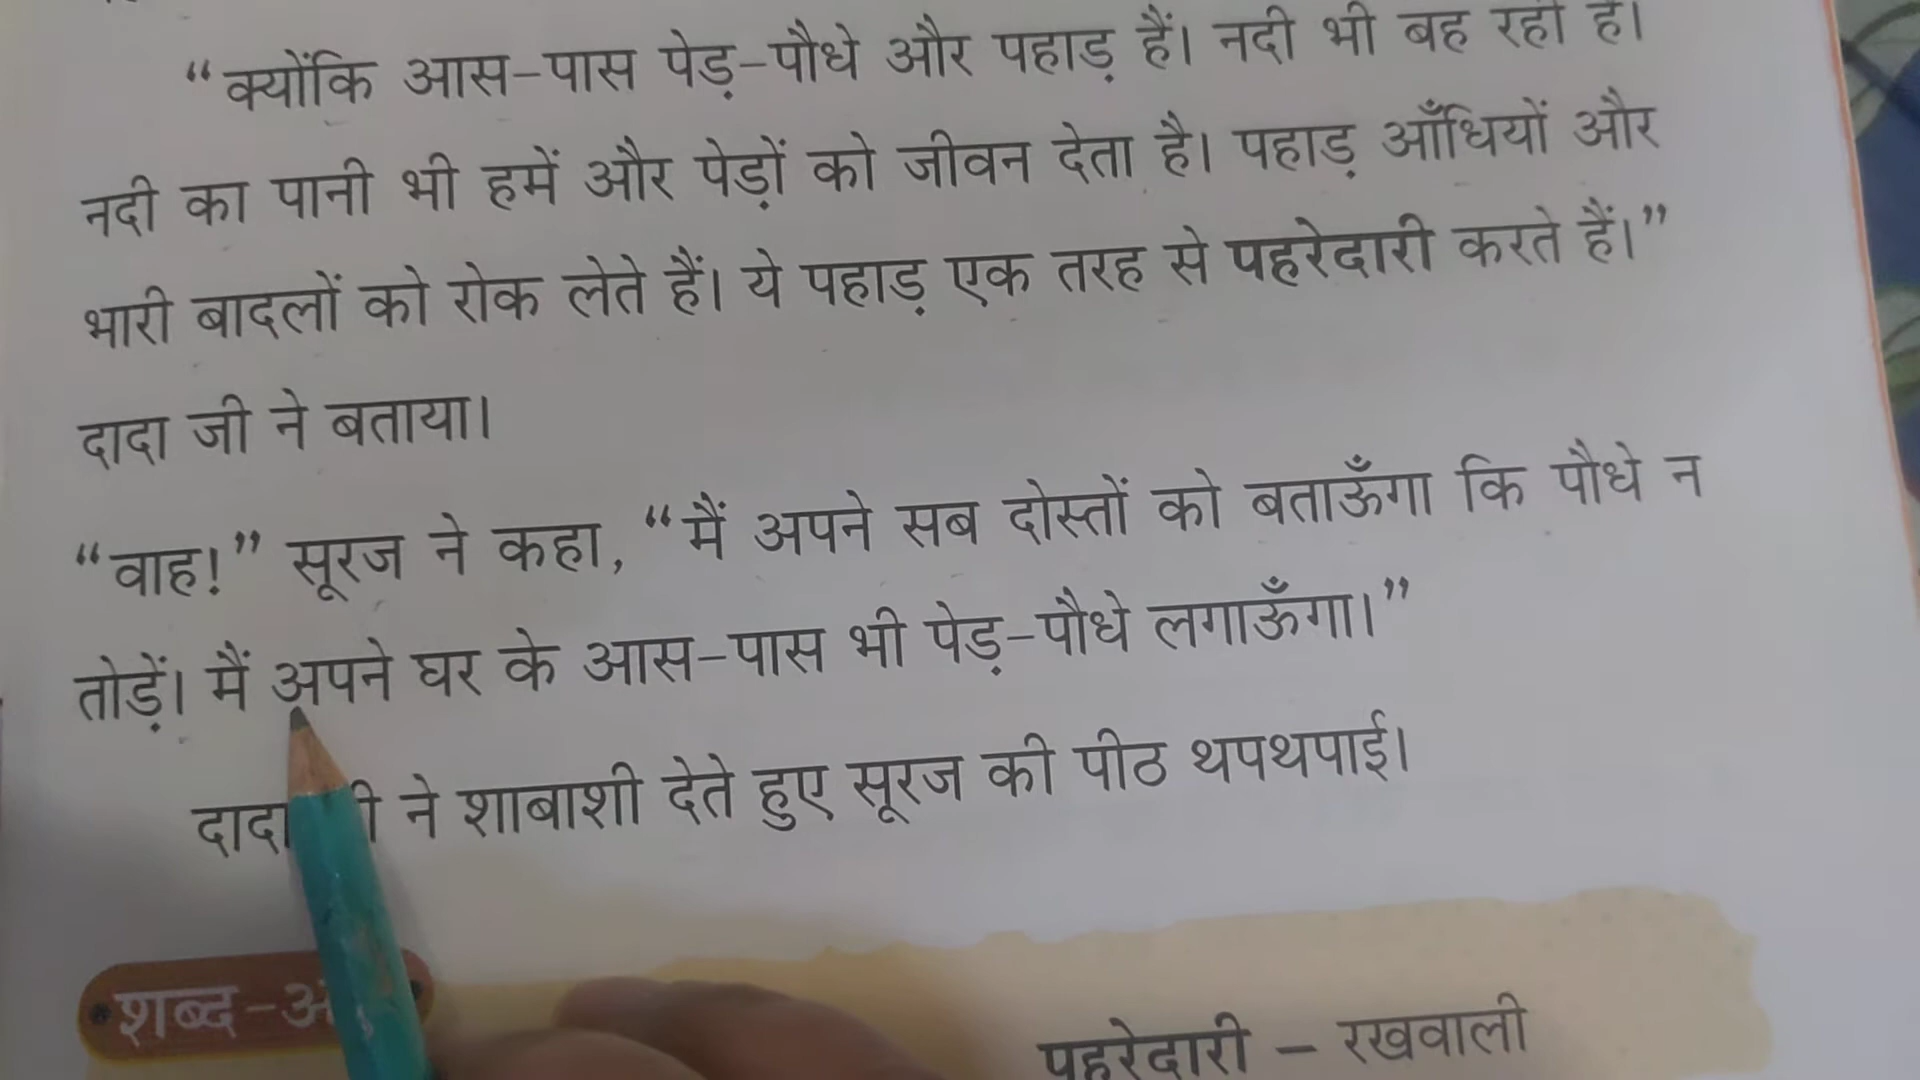 “क्योंकि आस-पास पेड़-पौधे और पहाड़ हैं। नदी भी बह रही है।
नदी का पानी भी हमें और पेड़ों को जीवन देता है। पहाड़ आँधियों और
भारी बादलों को रोक लेते हैं। ये पहाड़ एक तरह से पहरेदारी करते हैं।”
दादा जी ने बताया।
“वाह!” सूरज ने कहा, “मैं अपने सब दोस्तों को बताऊँगा कि पौधे न
तोड़ें। मैं अपने घर के आस-पास भी पेड़-पौधे लगाऊँगा।”
दादा ने शाबाशी देते हुए सूरज की पीठ थपथपाई।
शब्द-
पहरेदारी – रखवाली